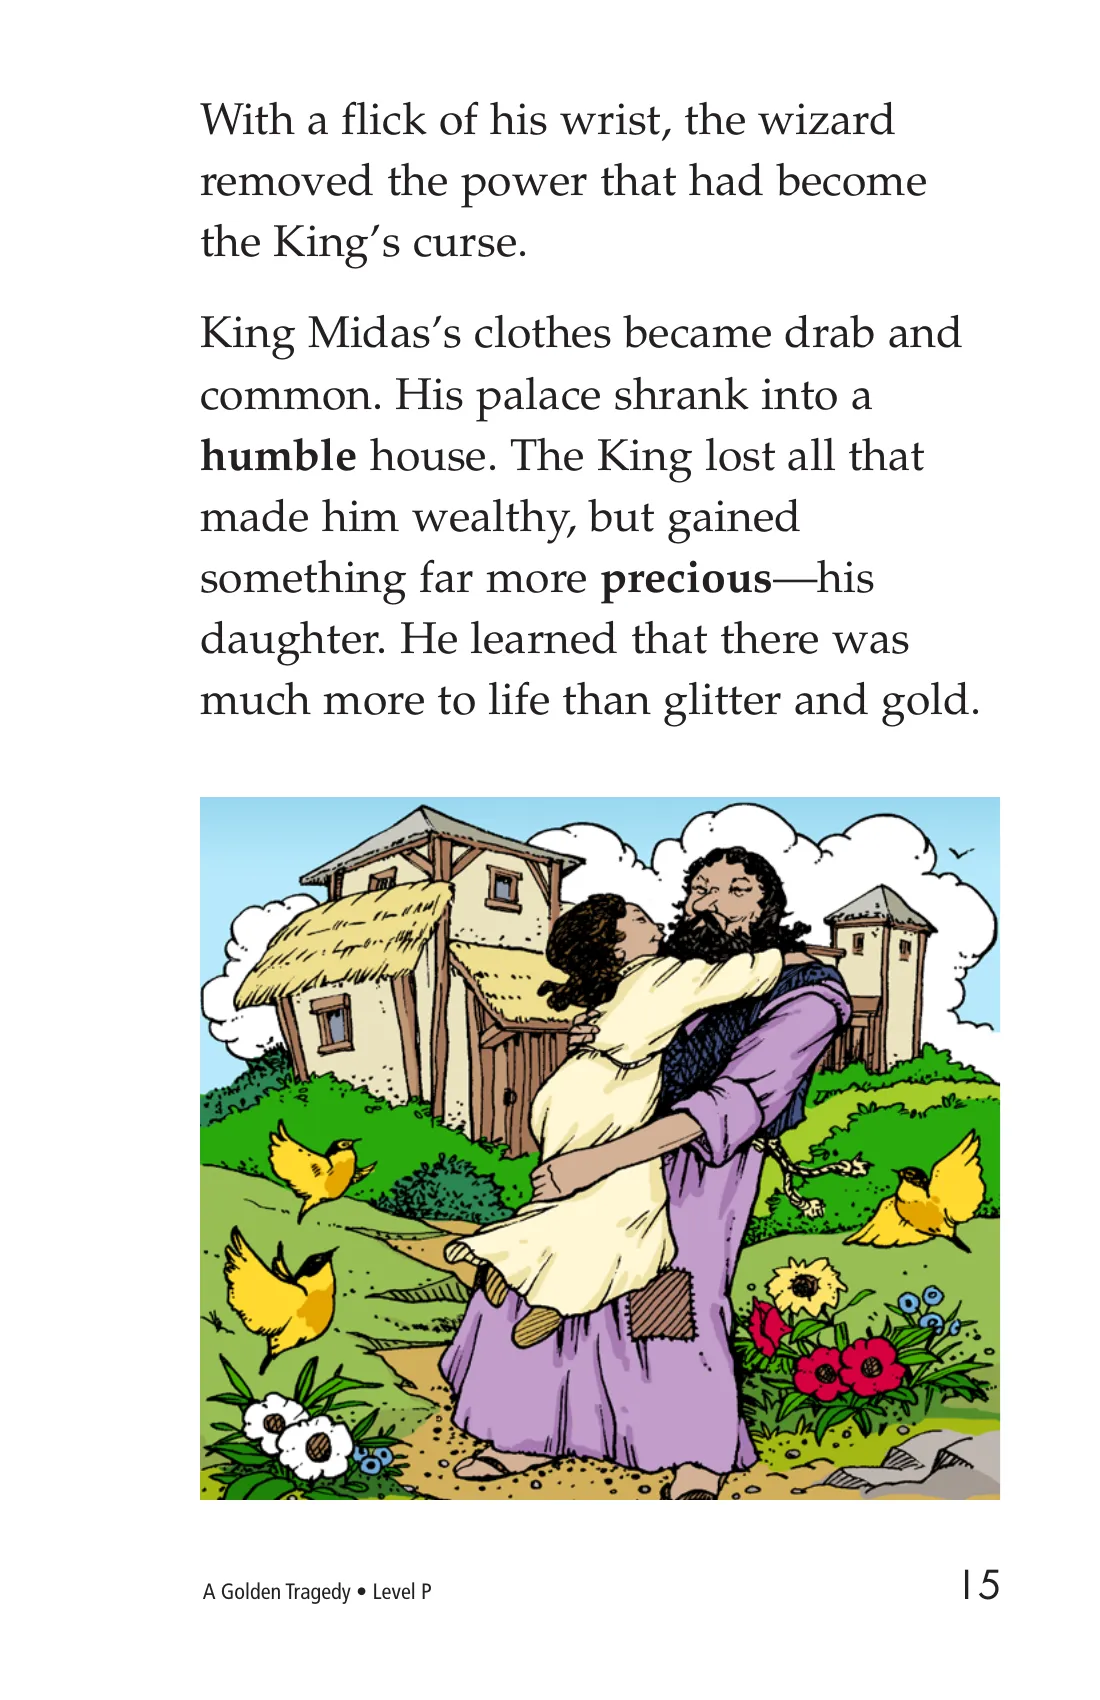 With a flick of his wrist, the wizard
removed the power that had become
the King’s curse.
King Midas’s clothes became drab and
common. His palace shrank into a
humble house. The King lost all that
made him wealthy, but gained
something far more precious—his
daughter. He learned that there was
much more to life than glitter and gold.
A Golden Tragedy • Level P
15